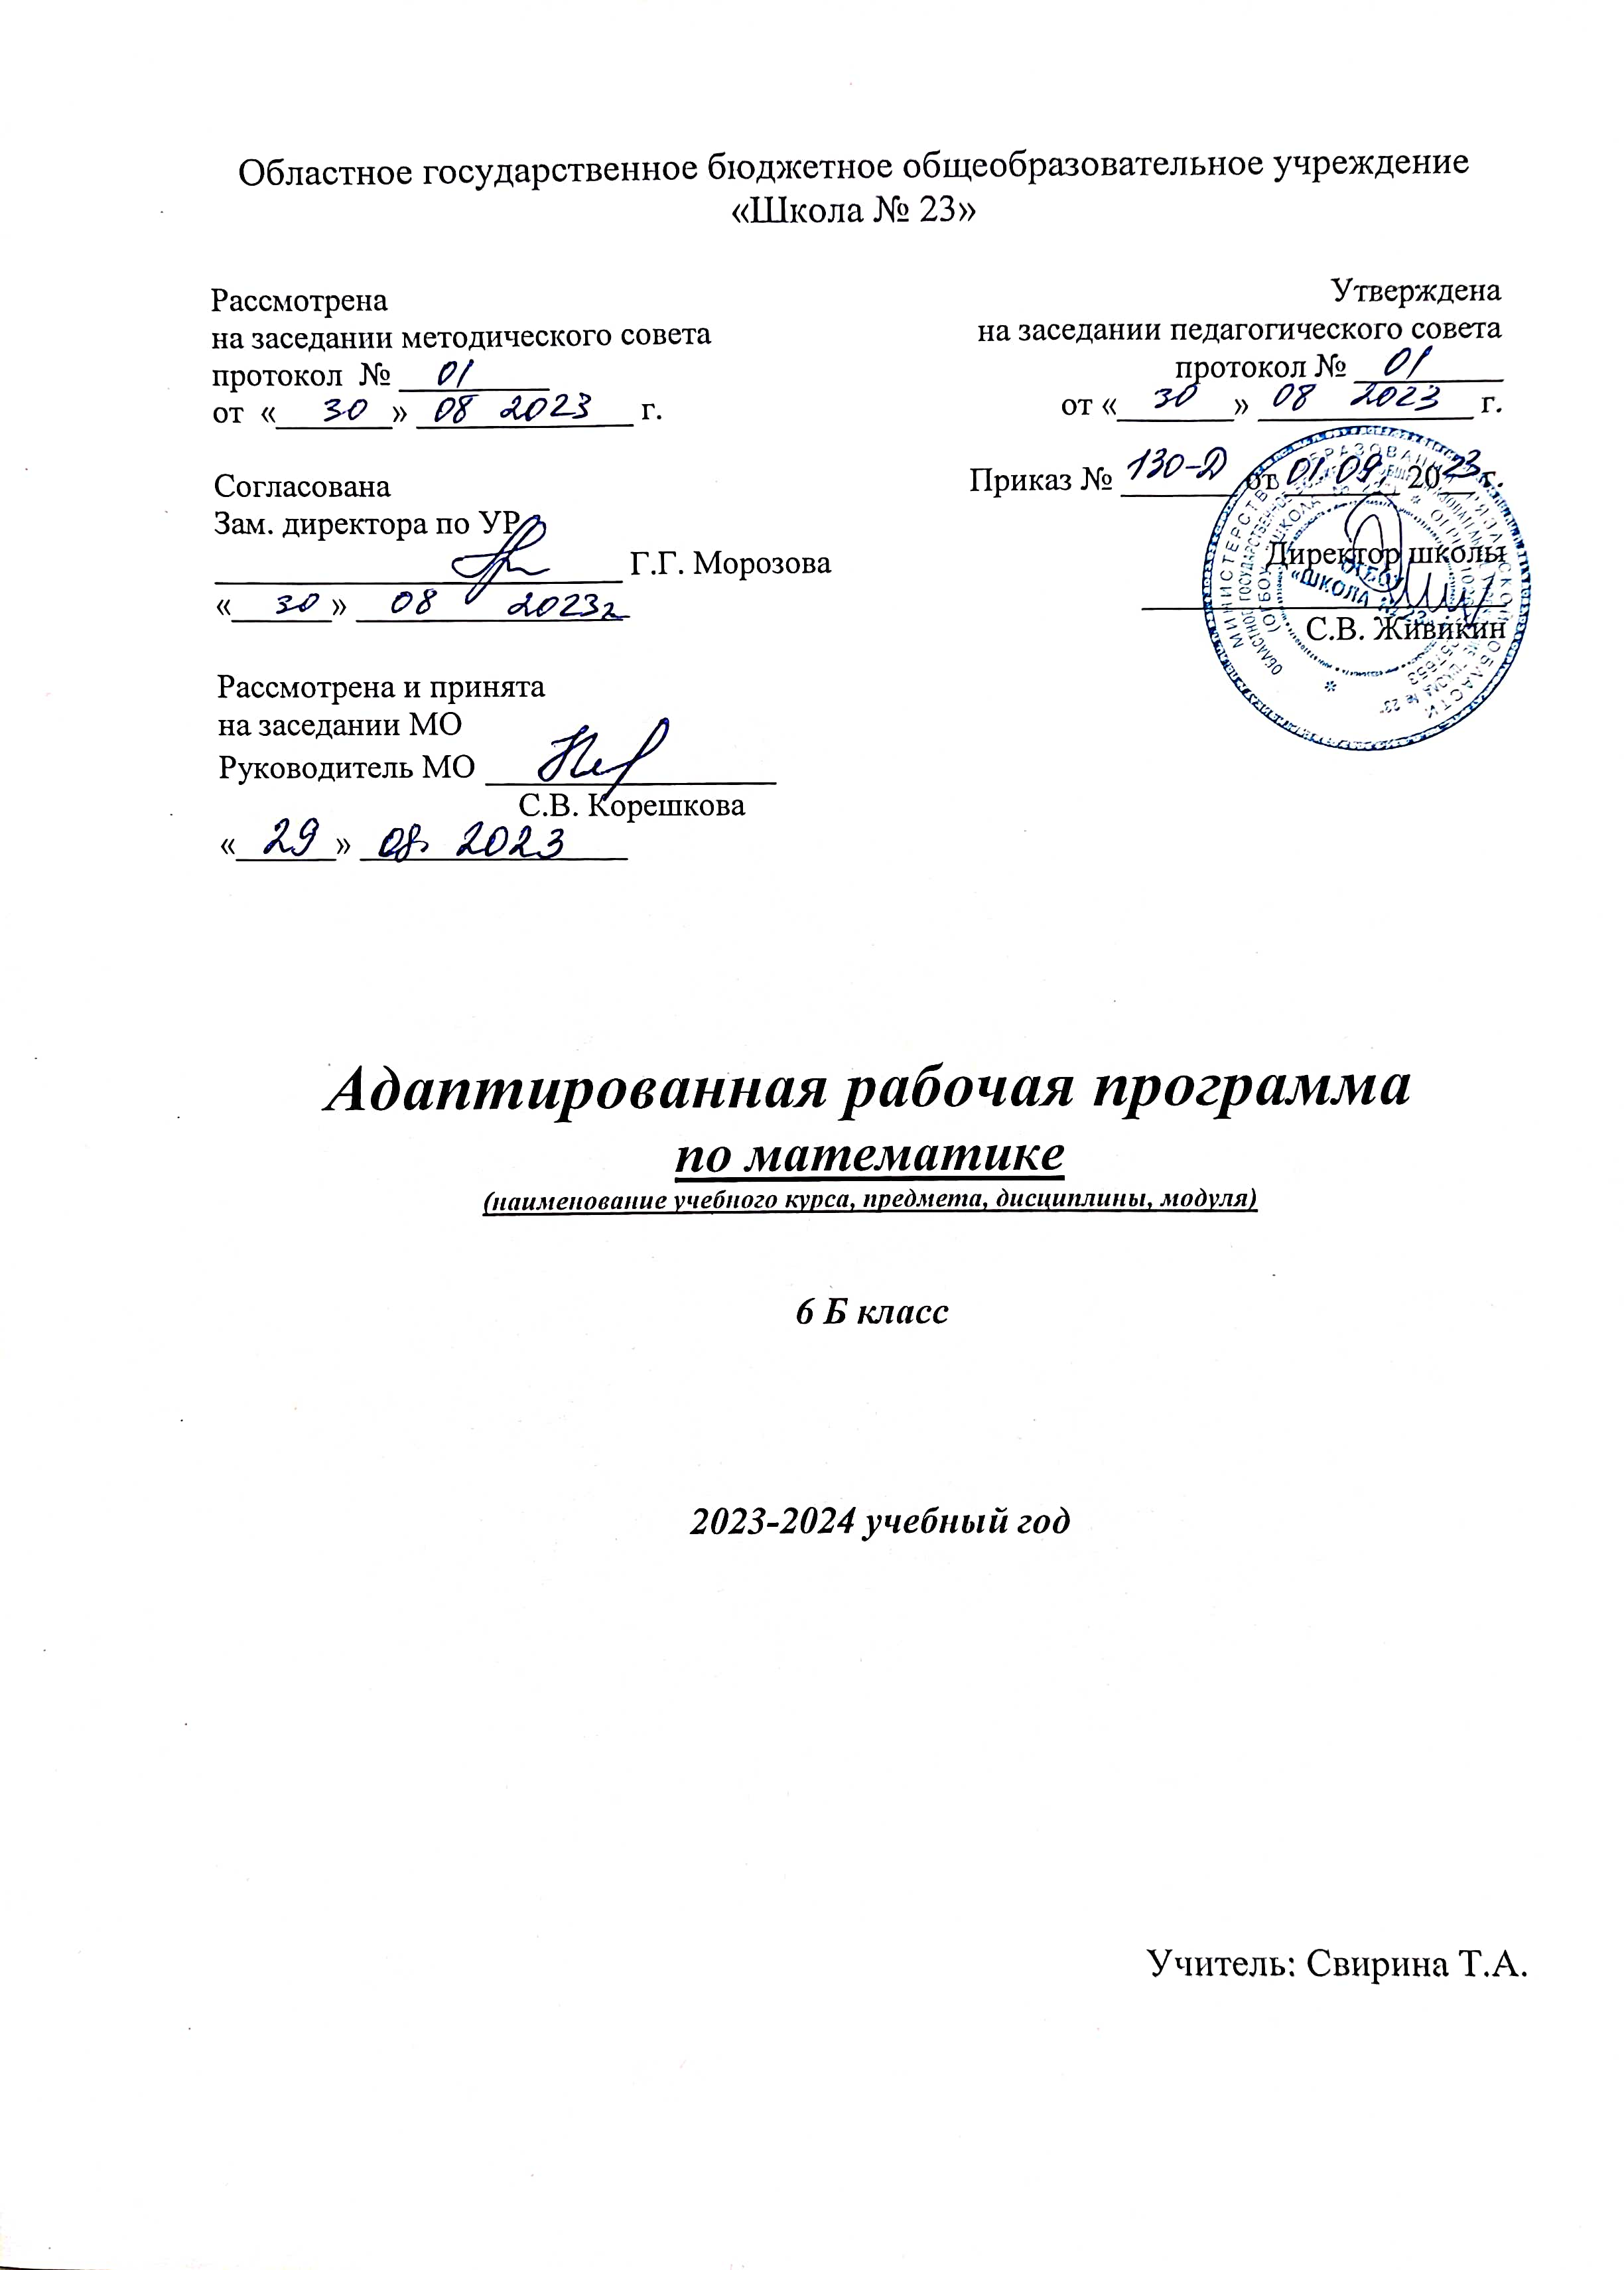 Областное государственное бюджетное общеобразовательное учреждение
«Школа № 23»
Рассмотрена
на заседании методического совета
протокол № 01
от «30» 08 2023 г.
Утверждена
на заседании педагогического совета
протокол № 01
от «30» 08 2023 г.
Приказ № 130-Д от 01.09. 2023 г.
Директор школы
С.В. Живикин
Согласована
Зам. директора по УР
Г.Г. Морозова
«30» 08 2023г
Рассмотрена и принята
на заседании МО
Руководитель МО
С.В. Корешкова
«29» 08. 2023
ОГБОУ
«ШКОЛА № 23»
Адаптированная рабочая программа
по математике
(наименование учебного курса, предмета, дисциплины, модуля)
6 Б класс
2023-2024 учебный год
Учитель: Свирина Т.А.